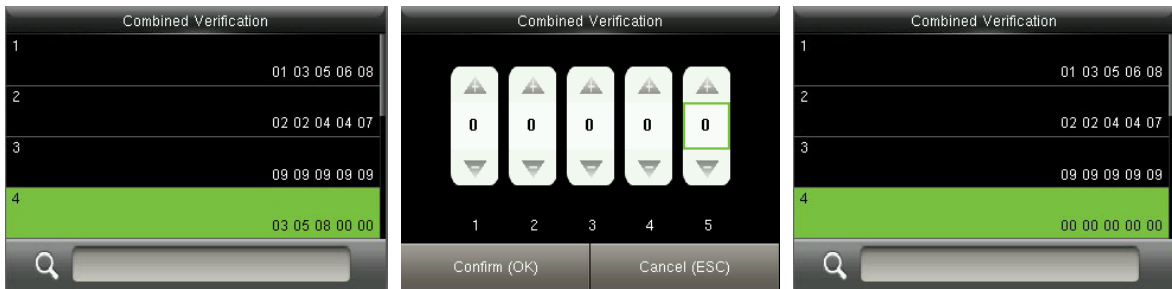 Combined Verification
1
01 03 05 06 08
2
02 02 04 04 07
3
09 09 09 09 09
4
03 05 08 00 00
Combined Verification
0 0 0 0 0
1 2 3 4 5
Confirm (OK) Cancel (ESC)
Combined Verification
1
01 03 05 06 08
2
02 02 04 04 07
3
09 09 09 09 09
4
00 00 00 00 00